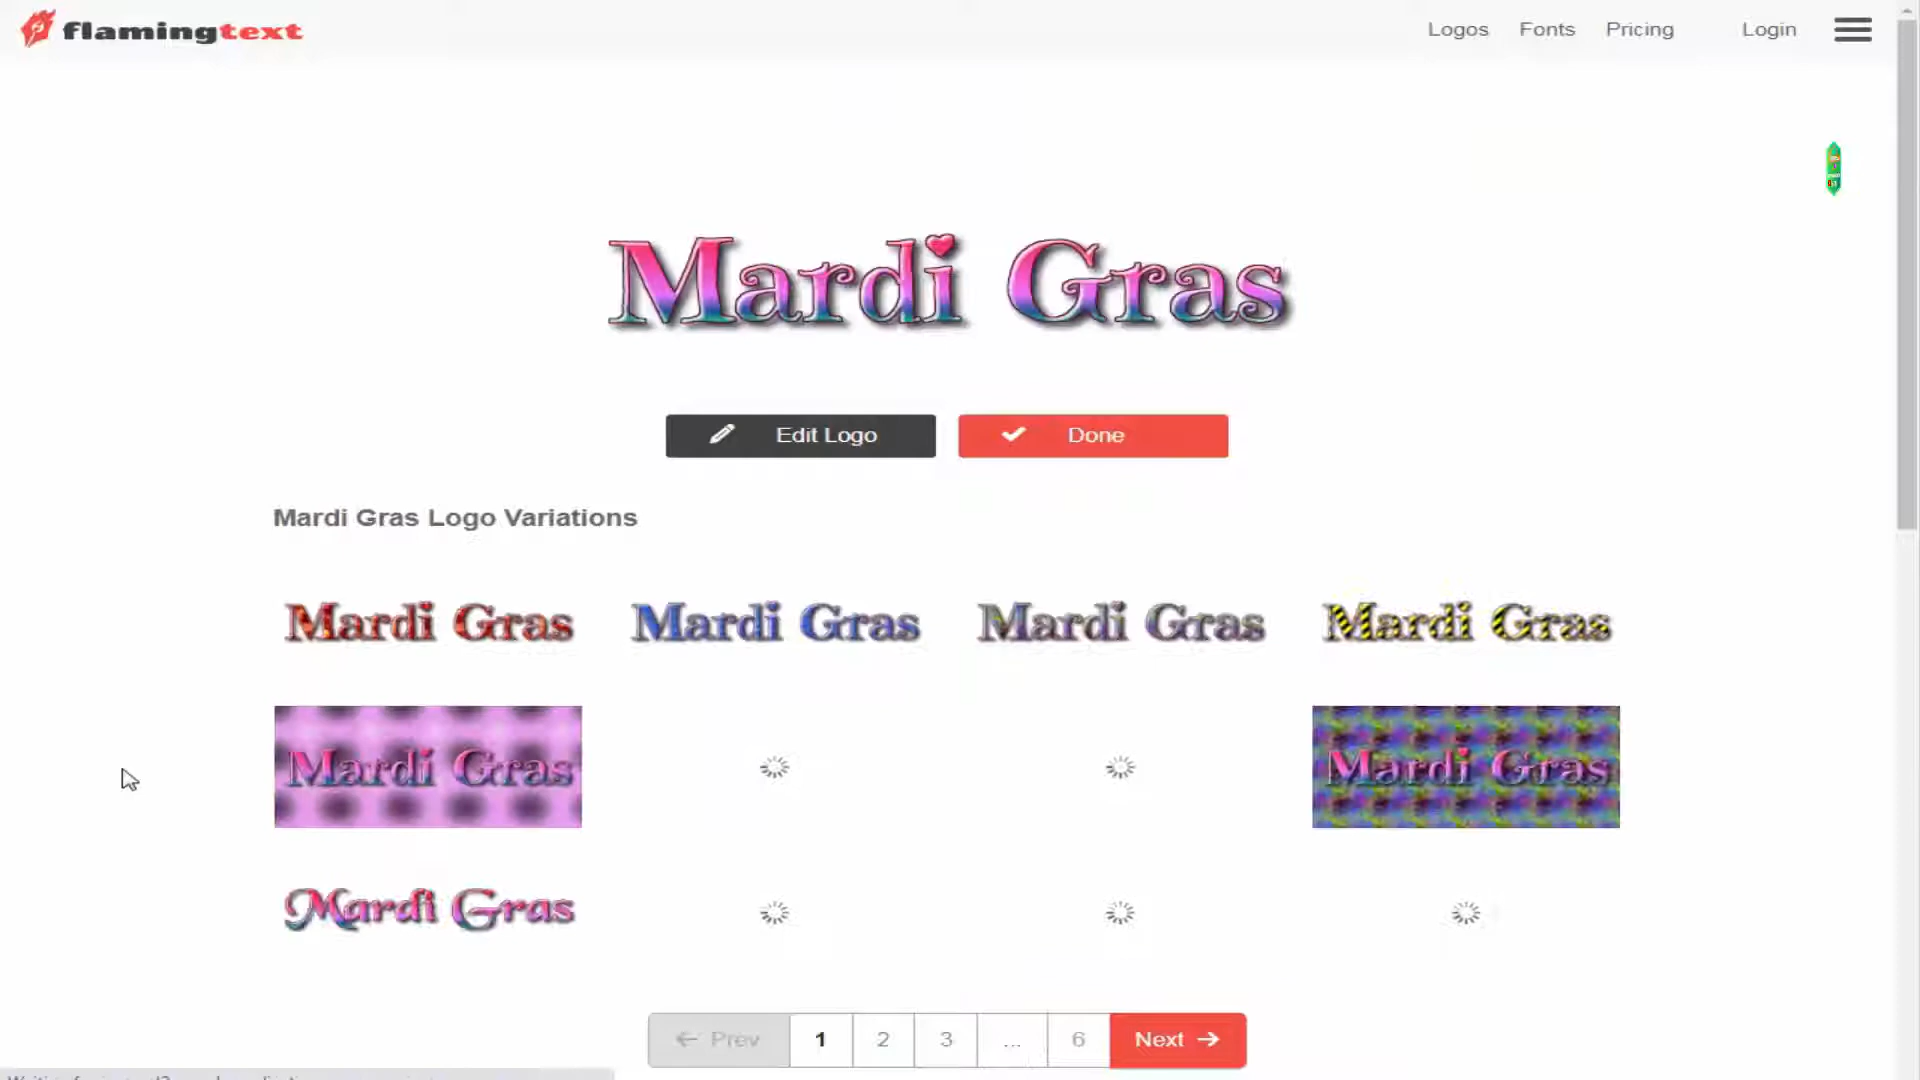 flamingtext Logos Fonts Pricing Login
Mardi Gras
Edit Logo Done
Mardi Gras Logo Variations
Mardi Gras Mardi Gras Mardi Gras Mardi Gras
Mardi Gras Mardi Gras
Mardi Gras
← Prev 1 2 3 ... 6 Next →